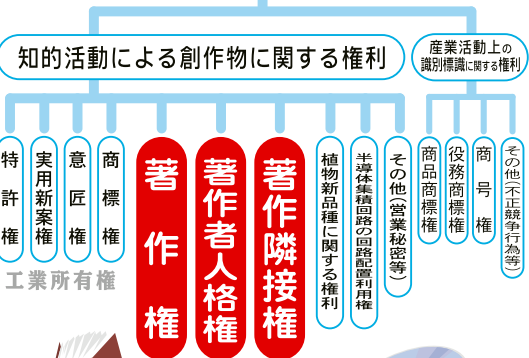 知的活動による創作物に関する権利
産業活動上の
識別標識に関する権利
特許権
実用新案権
意匠権
商標権
著作権
著作者人格権
著作隣接権
植物新品種に関する権利
半導体集積回路の回路配置利用権
その他(営業秘密等)
商品商標権
役務商標権
商号権
その他(不正競争行為等)
工業所有権